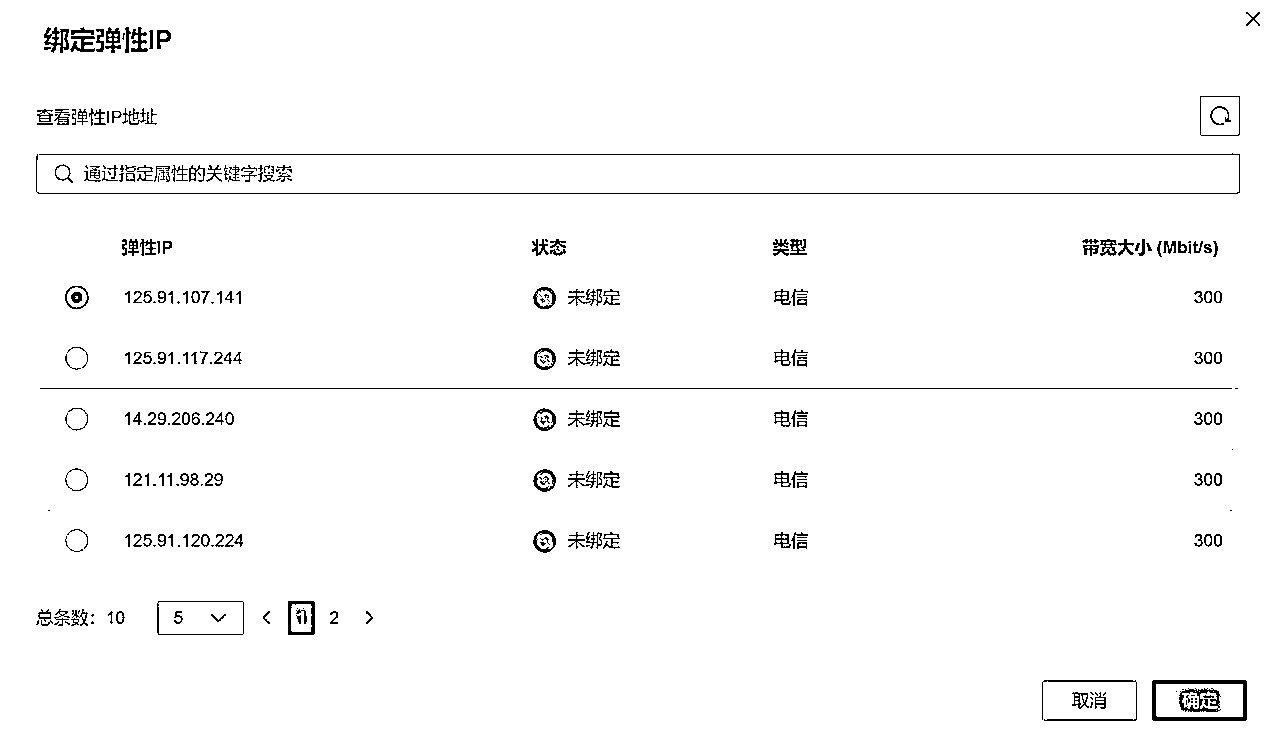 绑定弹性IP
查看弹性IP地址
通过指定属性的关键字搜索
弹性IP 状态 类型 带宽大小 (Mbit/s)
125.91.107.141 未绑定 电信 300
125.91.117.244 未绑定 电信 300
14.29.206.240 未绑定 电信 300
121.11.98.29 未绑定 电信 300
125.91.120.224 未绑定 电信 300
总条数: 10 5 1 2
取消 确定